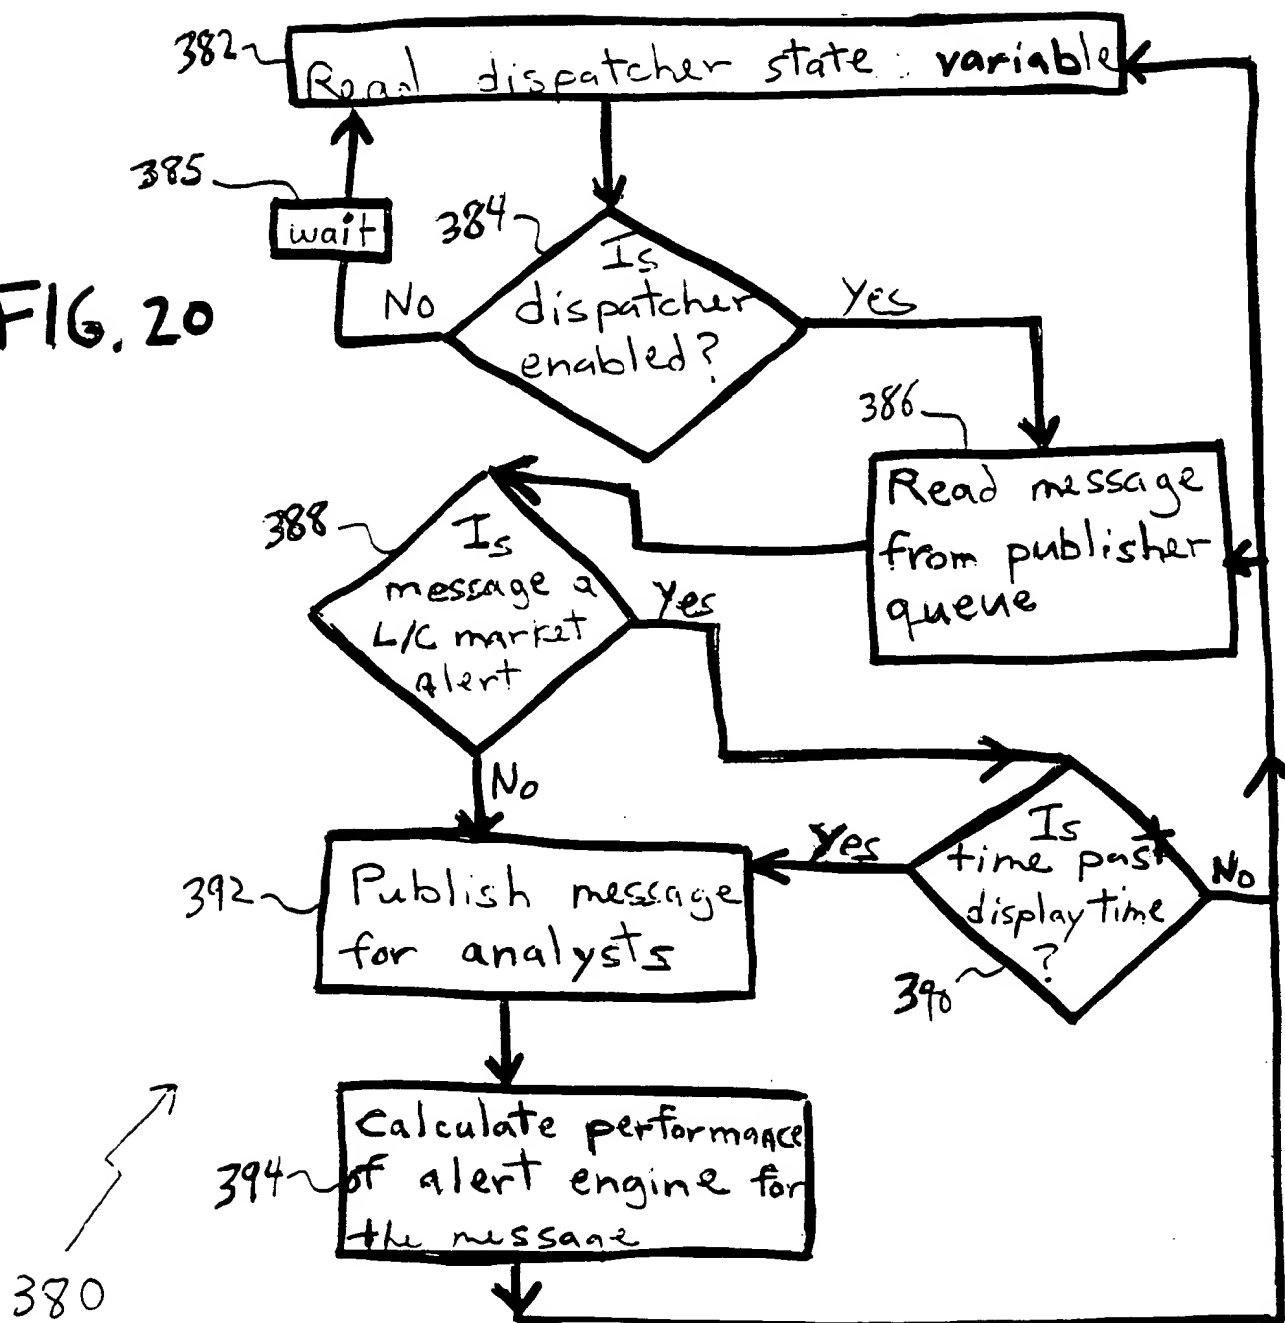 382
Read dispatcher state variable
385
wait
384
Is
dispatcher
enabled?
No
Yes
FIG. 20
386
Read message
from publisher
queue
388
Is
message a
L/C market
alert
Yes
No
Is
time past
display time
?
390
Yes
No
392
Publish message
for analysts
394
Calculate performance
of alert engine for
the message
380